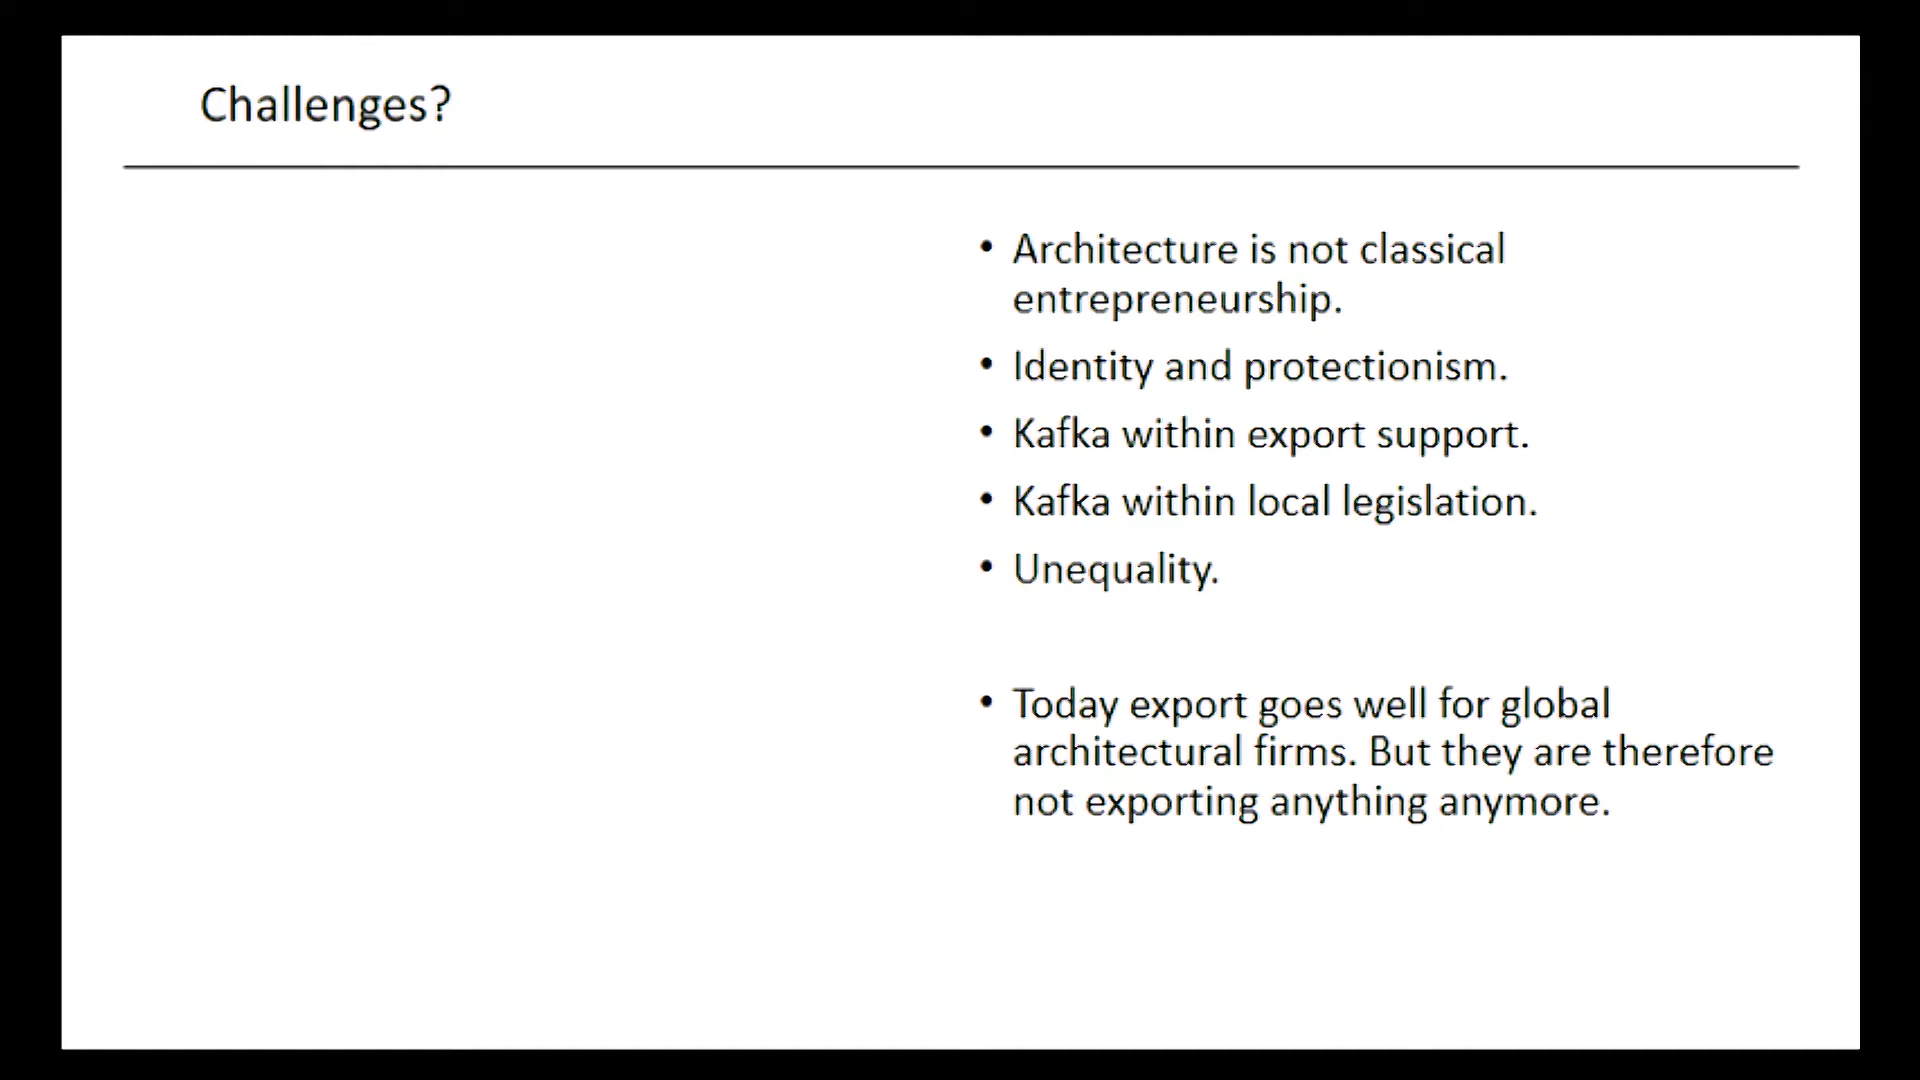 Challenges?
• Architecture is not classical
entrepreneurship.
• Identity and protectionism.
• Kafka within export support.
• Kafka within local legislation.
• Unequality.
• Today export goes well for global
architectural firms. But they are therefore
not exporting anything anymore.